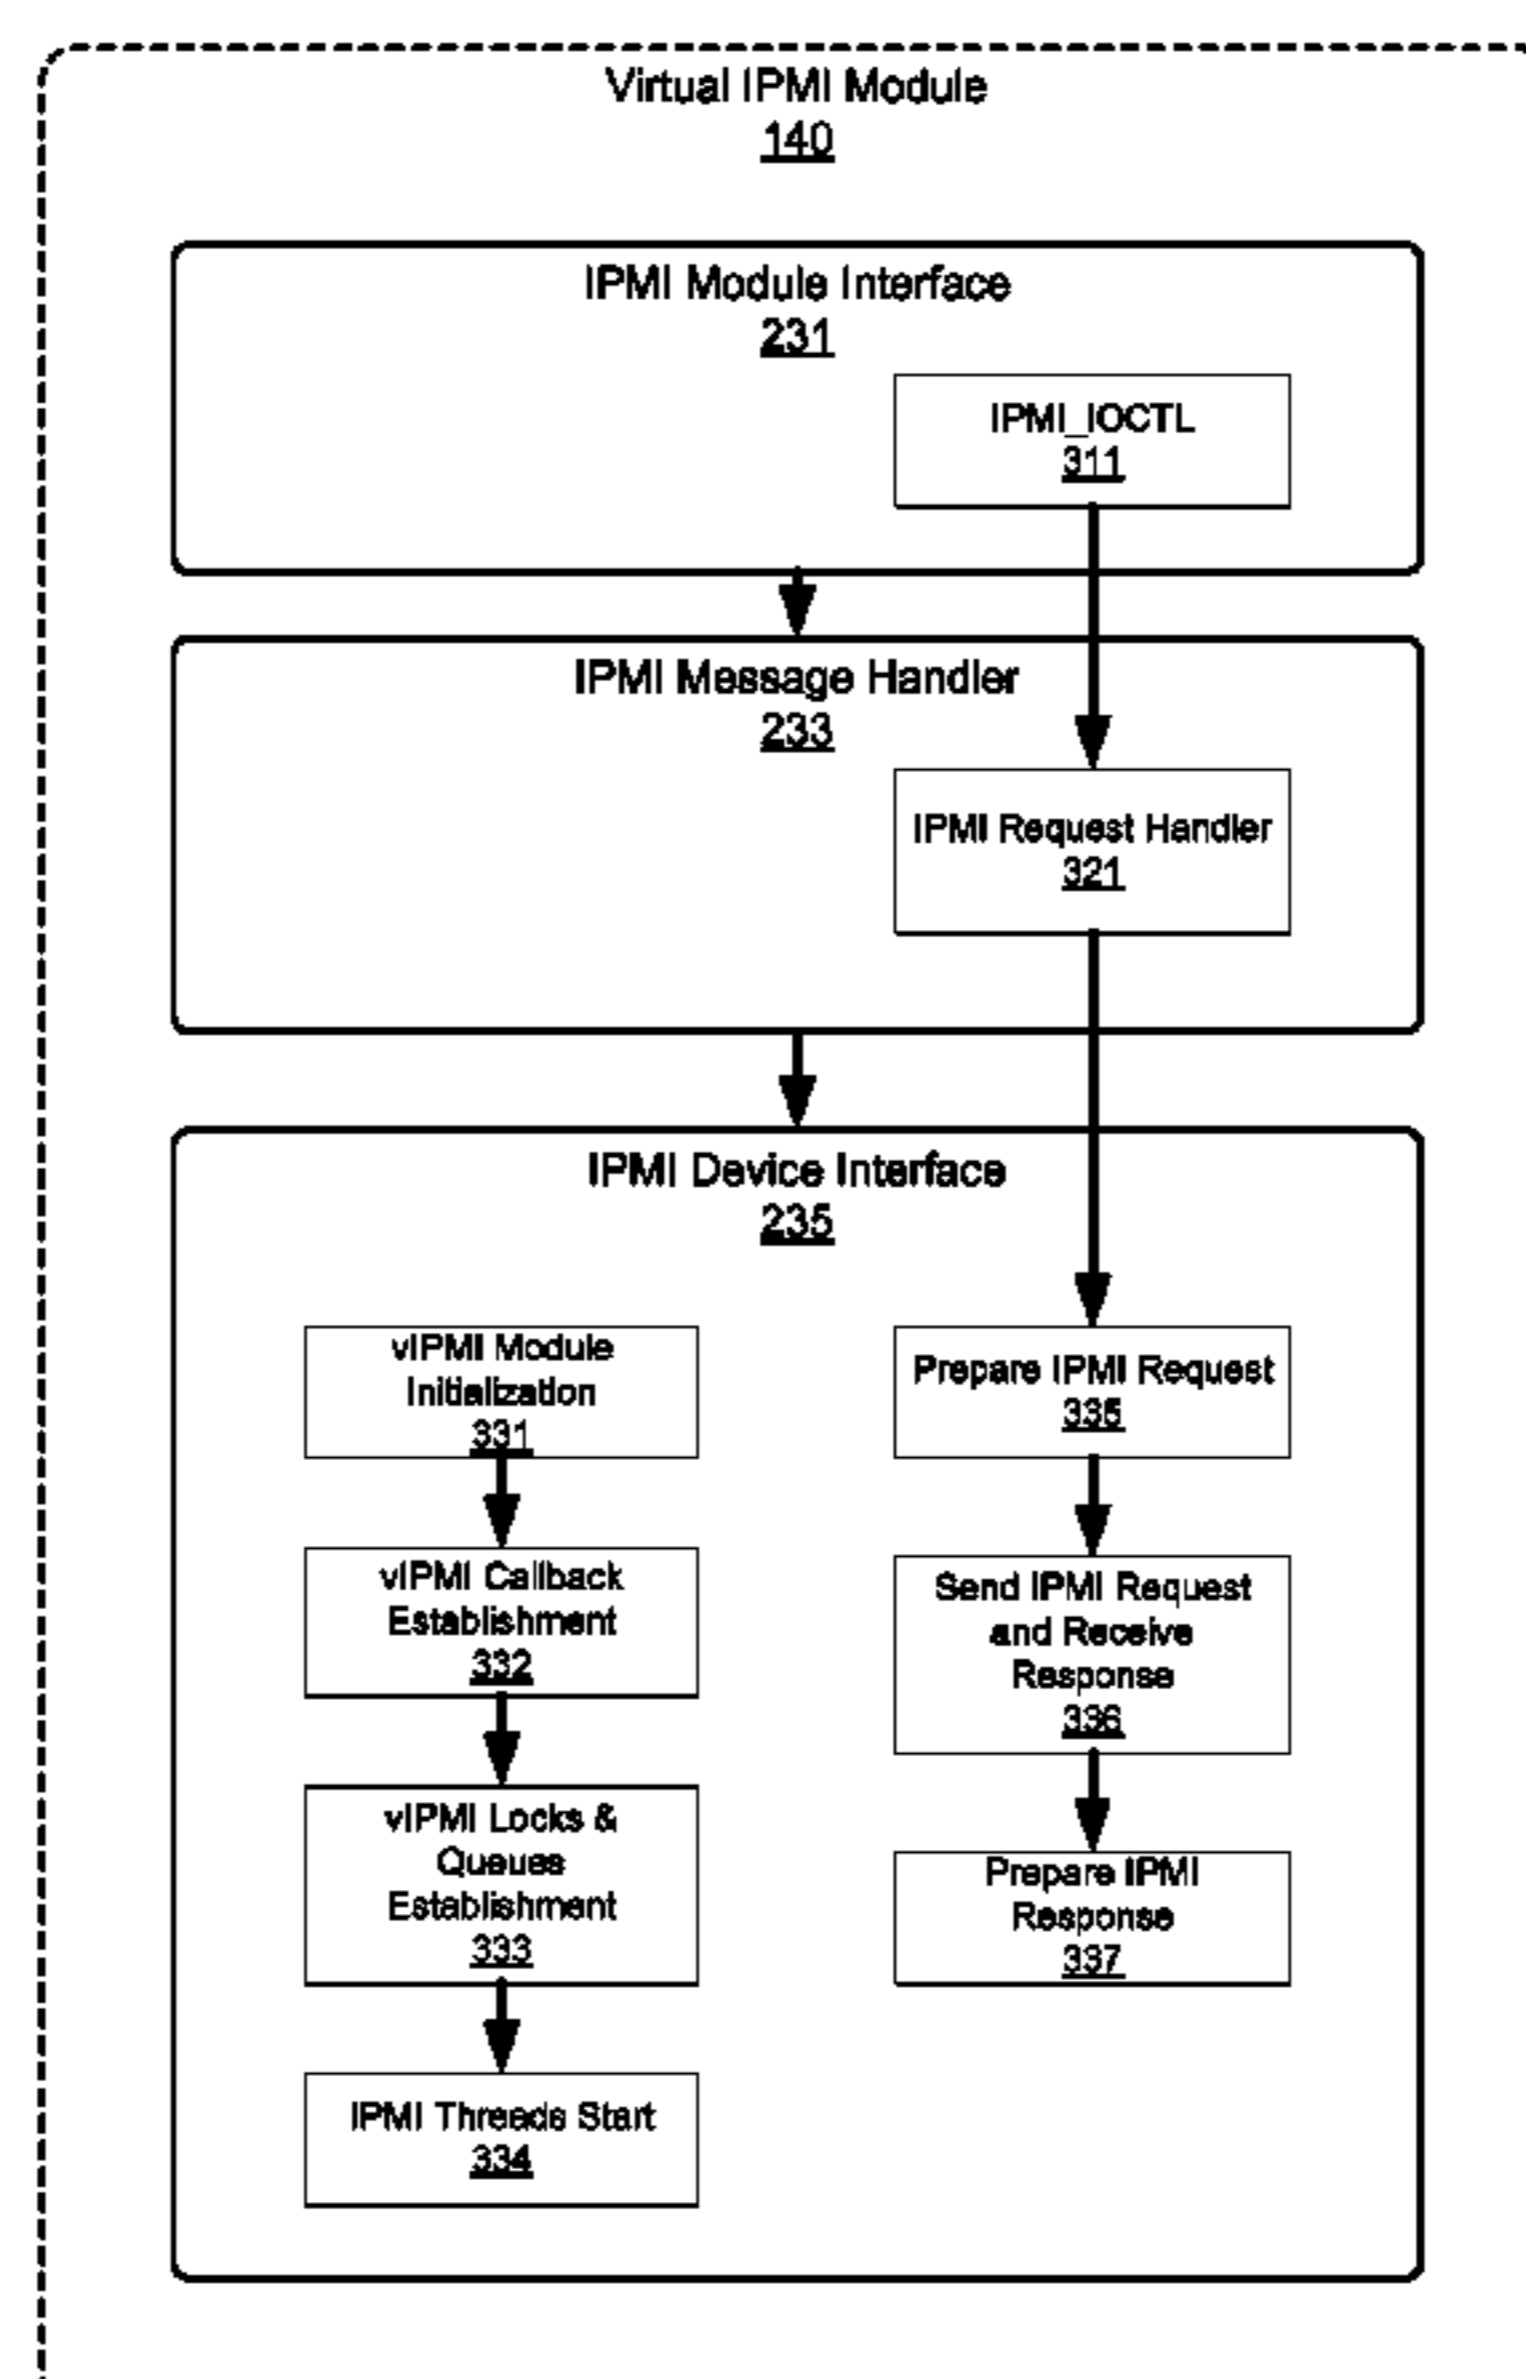 Virtual IPMI Module
140
IPMI Module Interface
231
IPMI_IOCTL
311
IPMI Message Handler
233
IPMI Request Handler
321
IPMI Device Interface
235
vIPMI Module
Initialization
331
vIPMI Callback
Establishment
332
vIPMI Locks &
Queues
Establishment
333
IPMI Threads Start
334
Prepare IPMI Request
335
Send IPMI Request
and Receive
Response
336
Prepare IPMI
Response
337